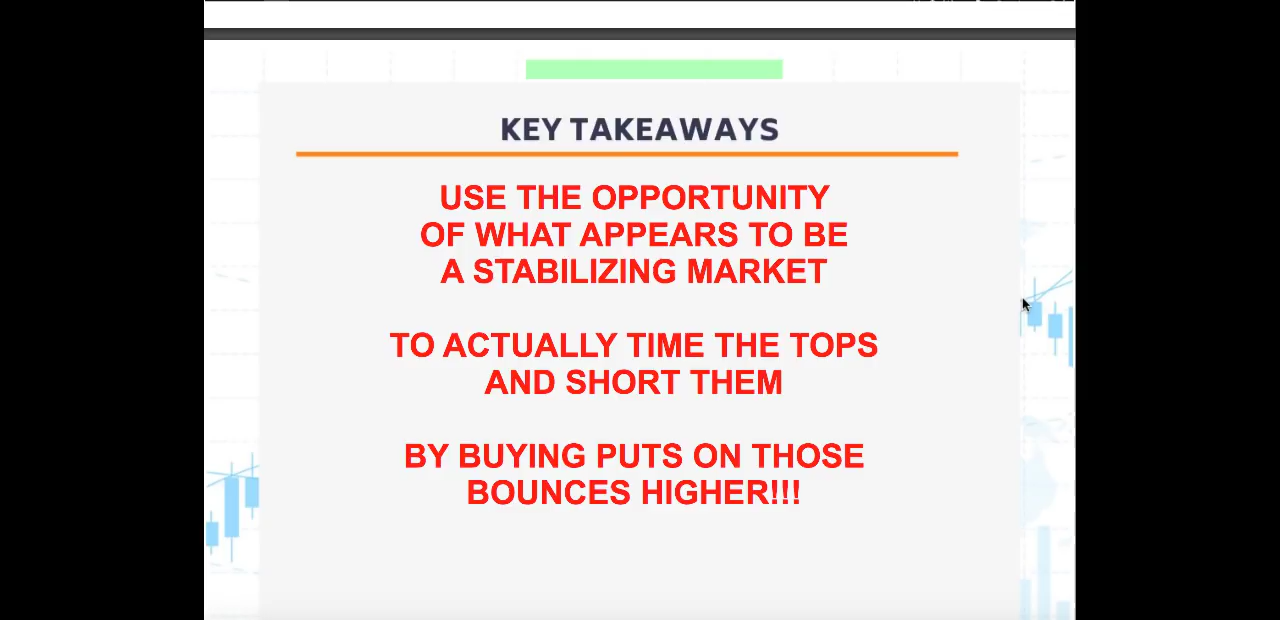 KEY TAKEAWAYS
USE THE OPPORTUNITY
OF WHAT APPEARS TO BE
A STABILIZING MARKET
TO ACTUALLY TIME THE TOPS
AND SHORT THEM
BY BUYING PUTS ON THOSE
BOUNCES HIGHER!!!